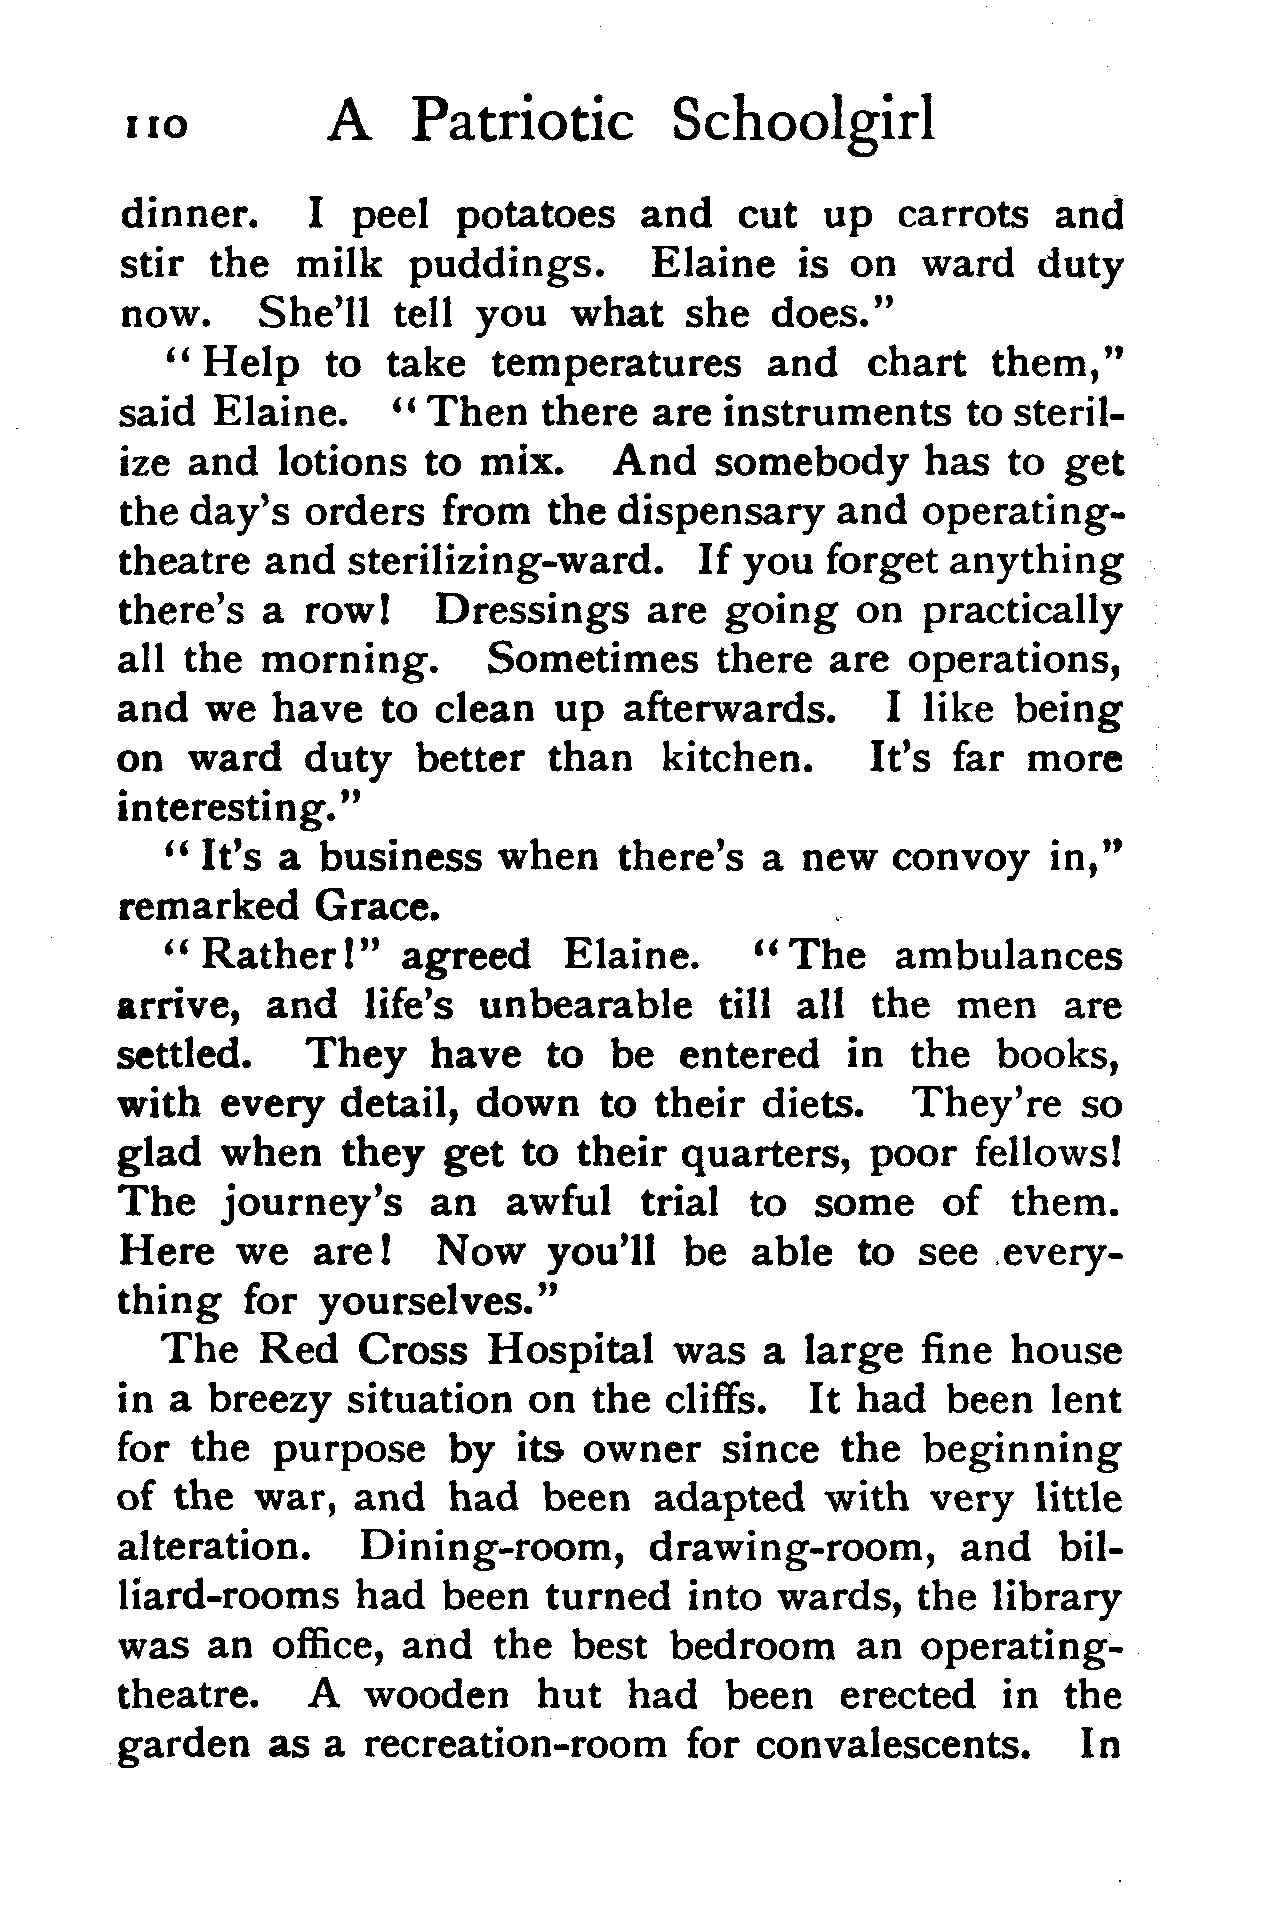 110 A Patriotic Schoolgirl
dinner. I peel potatoes and cut up carrots and
stir the milk puddings. Elaine is on ward duty
now. She'll tell you what she does."
"Help to take temperatures and chart them,"
said Elaine. "Then there are instruments to steril-
ize and lotions to mix. And somebody has to get
the day's orders from the dispensary and operating-
theatre and sterilizing-ward. If you forget anything
there's a row! Dressings are going on practically
all the morning. Sometimes there are operations,
and we have to clean up afterwards. I like being
on ward duty better than kitchen. It's far more
interesting."
"It's a business when there's a new convoy in,"
remarked Grace.
"Rather!" agreed Elaine. "The ambulances
arrive, and life's unbearable till all the men are
settled. They have to be entered in the books,
with every detail, down to their diets. They're so
glad when they get to their quarters, poor fellows!
The journey's an awful trial to some of them.
Here we are! Now you'll be able to see every-
thing for yourselves."
The Red Cross Hospital was a large fine house
in a breezy situation on the cliffs. It had been lent
for the purpose by its owner since the beginning
of the war, and had been adapted with very little
alteration. Dining-room, drawing-room, and bil-
liard-rooms had been turned into wards, the library
was an office, and the best bedroom an operating-
theatre. A wooden hut had been erected in the
garden as a recreation-room for convalescents. In